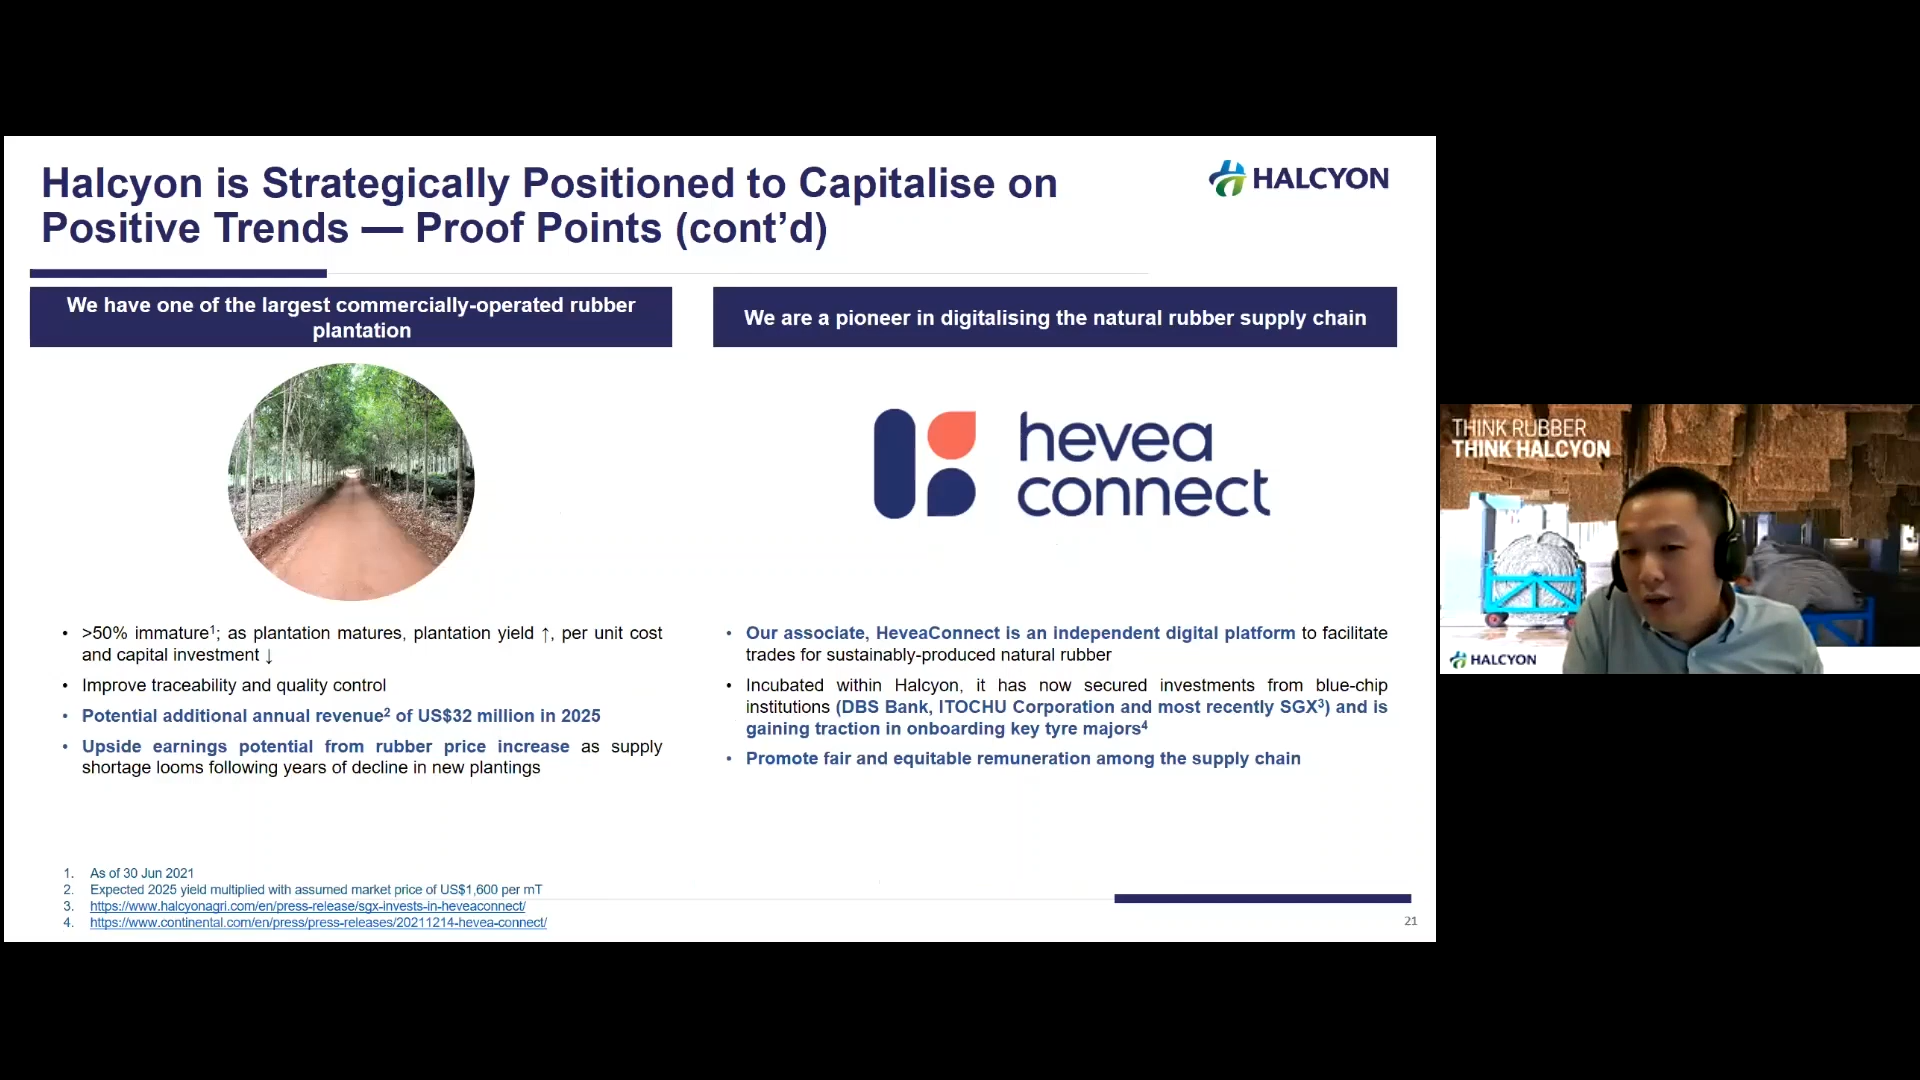 Halcyon is Strategically Positioned to Capitalise on
Positive Trends — Proof Points (cont’d)
HALCYON
We have one of the largest commercially-operated rubber
plantation
• >50% immature¹; as plantation matures, plantation yield ↑, per unit cost
and capital investment ↓
• Improve traceability and quality control
• Potential additional annual revenue² of US$32 million in 2025
• Upside earnings potential from rubber price increase as supply
shortage looms following years of decline in new plantings
We are a pioneer in digitalising the natural rubber supply chain
hevea
connect
• Our associate, HeveaConnect is an independent digital platform to facilitate
trades for sustainably-produced natural rubber
• Incubated within Halcyon, it has now secured investments from blue-chip
institutions (DBS Bank, ITOCHU Corporation and most recently SGX³) and is
gaining traction in onboarding key tyre majors⁴
• Promote fair and equitable remuneration among the supply chain
1. As of 30 Jun 2021
2. Expected 2025 yield multiplied with assumed market price of US$1,600 per mT
3. https://www.halcyonagri.com/en/press-release/sgx-invests-in-heveaconnect/
4. https://www.continental.com/en/press/press-releases/20211214-hevea-connect/
21
THINK RUBBER
THINK HALCYON
HALCYON